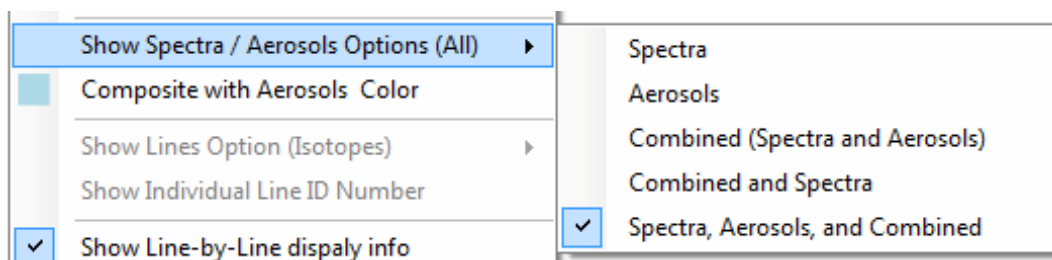 Show Spectra / Aerosols Options (All)
Composite with Aerosols Color
Show Lines Option (Isotopes)
Show Individual Line ID Number
Show Line-by-Line dispaly info
Spectra
Aerosols
Combined (Spectra and Aerosols)
Combined and Spectra
Spectra, Aerosols, and Combined